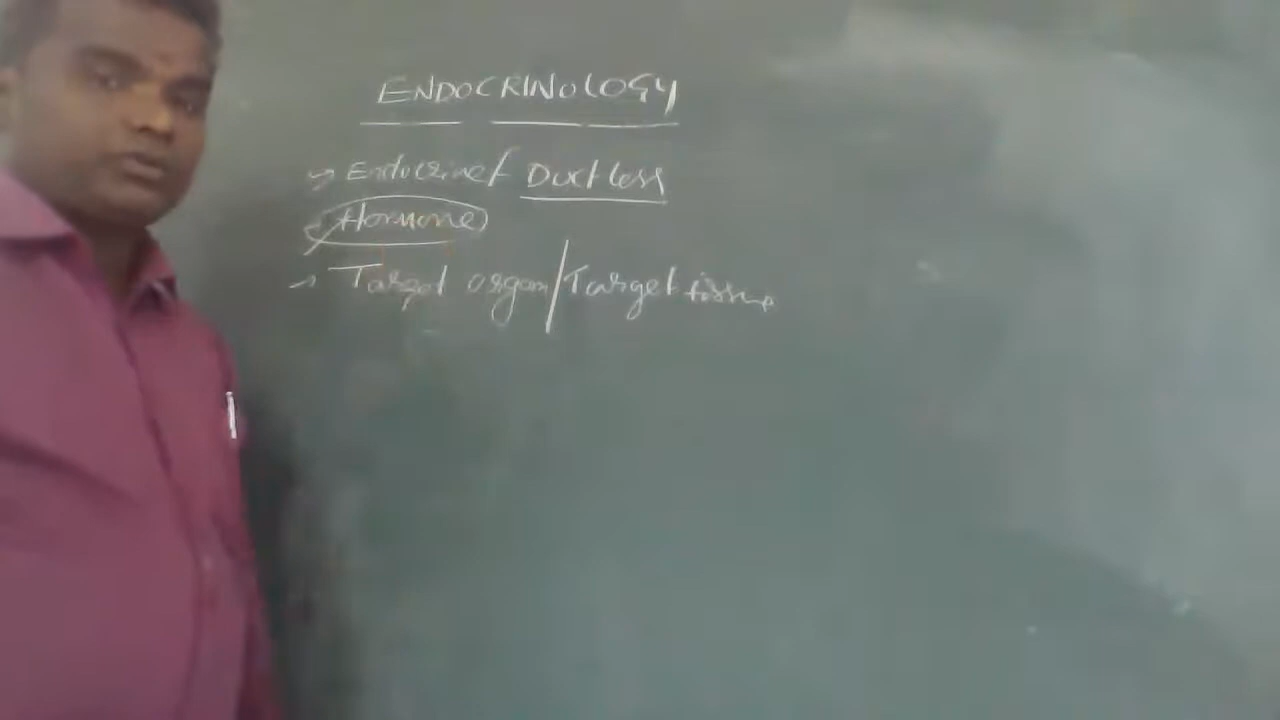 ENDOCRINOLOGY
→ Endocrine/ Ductless
→ Hormone
→ Target organ/Target tissue